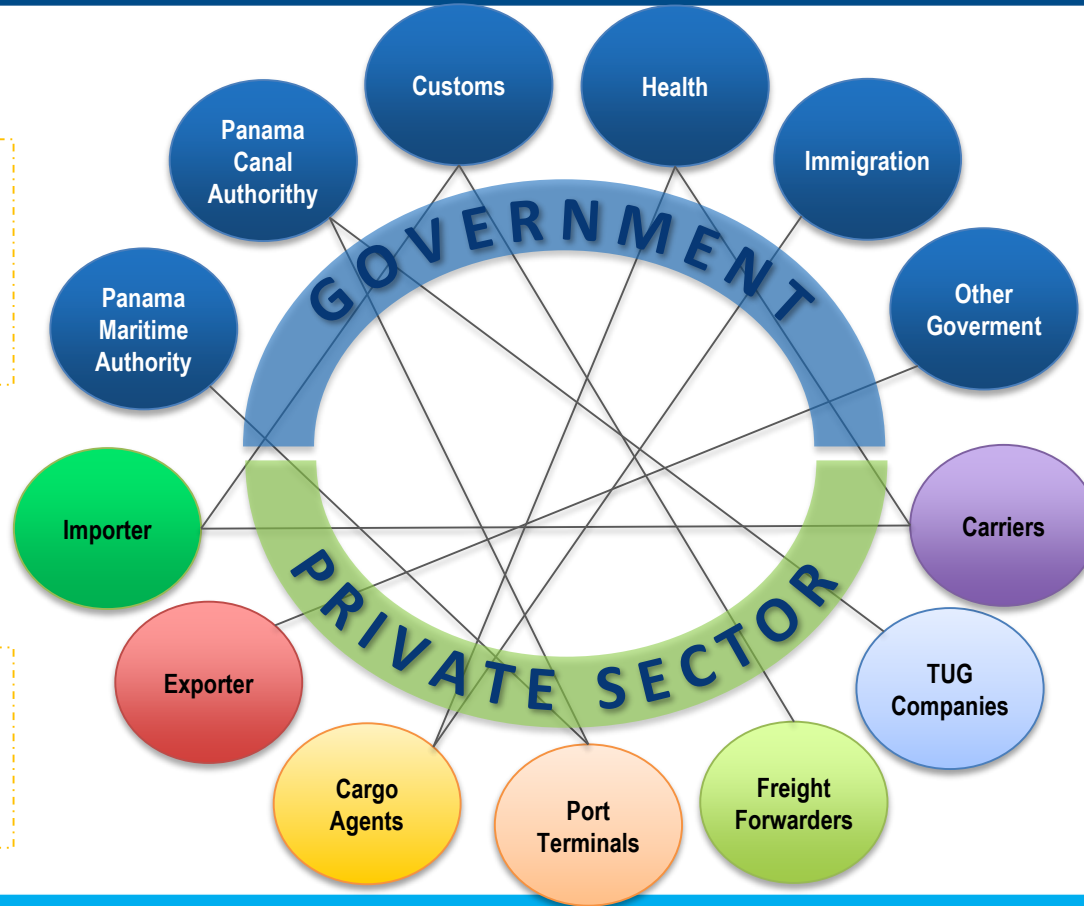 Customs
Health
Panama
Canal
Authorithy
Immigration
GOVERNMENT
Panama
Maritime
Authority
Other
Goverment
Importer
Carriers
PRIVATE SECTOR
Exporter
TUG
Companies
Cargo
Agents
Port
Terminals
Freight
Forwarders